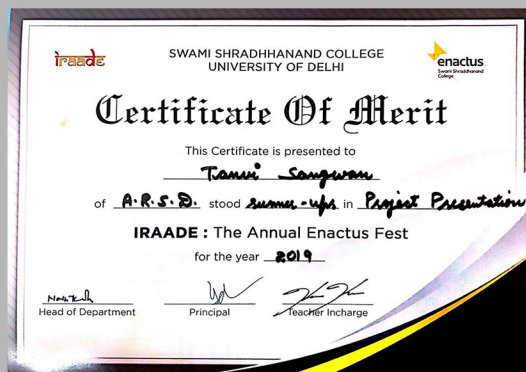 iraade
SWAMI SHRADHHANAND COLLEGE
UNIVERSITY OF DELHI
enactus
Swami Shraddhanand
College
Certificate Of Merit
This Certificate is presented to
Tanvi Sangwan
of A.R.S.D. stood runner-ups in Project Presentation
IRAADE : The Annual Enactus Fest
for the year 2019
Head of Department
Principal
Teacher Incharge